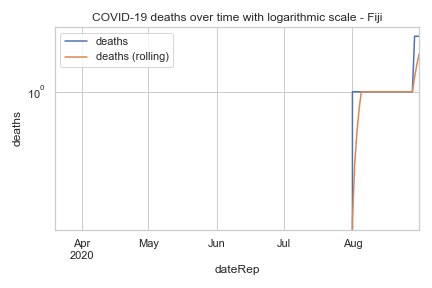 COVID-19 deaths over time with logarithmic scale - Fiji
deaths
deaths (rolling)
10⁰
deaths
Apr May Jun Jul Aug
2020
dateRep